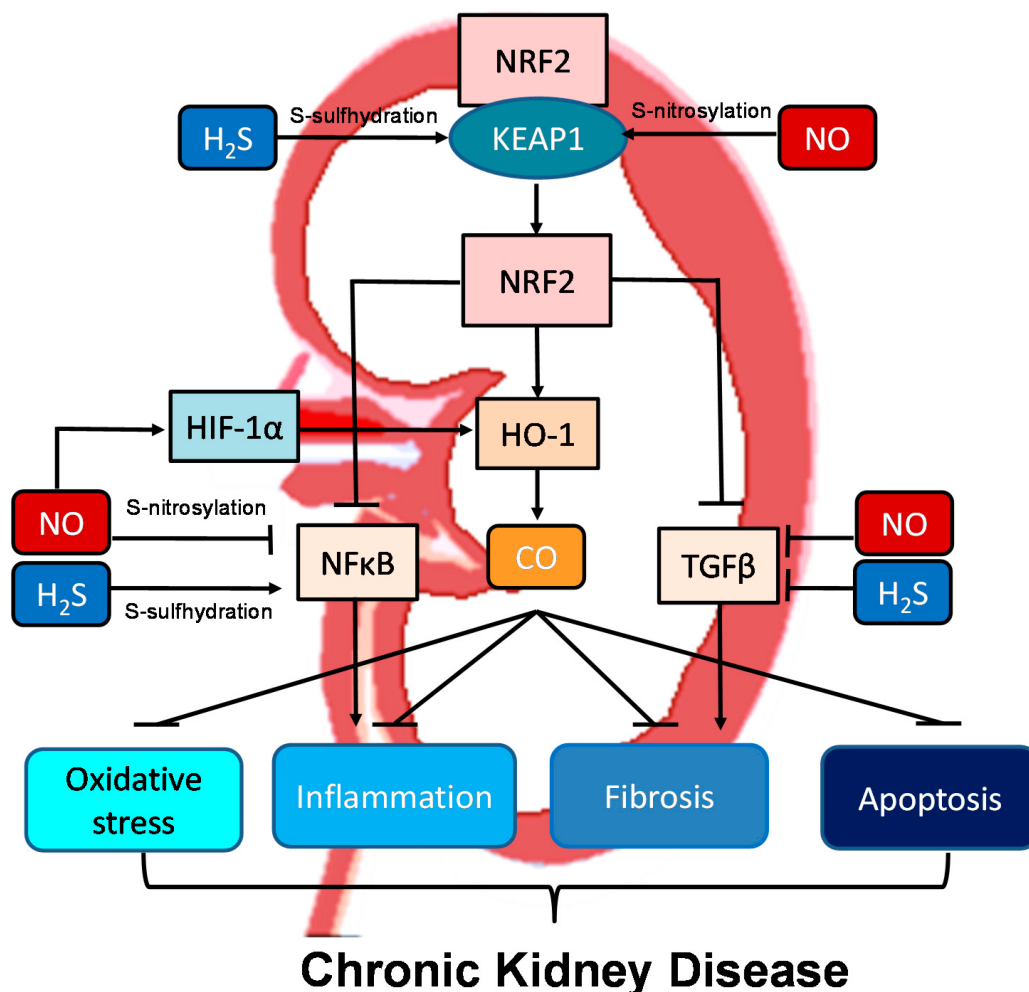 NRF2
S-sulfhydration
S-nitrosylation
H₂S
KEAP1
NO
NRF2
HIF-1α
HO-1
NO
S-nitrosylation
NFκB
CO
TGFβ
NO
H₂S
S-sulfhydration
H₂S
Oxidative
stress
Inflammation
Fibrosis
Apoptosis
Chronic Kidney Disease